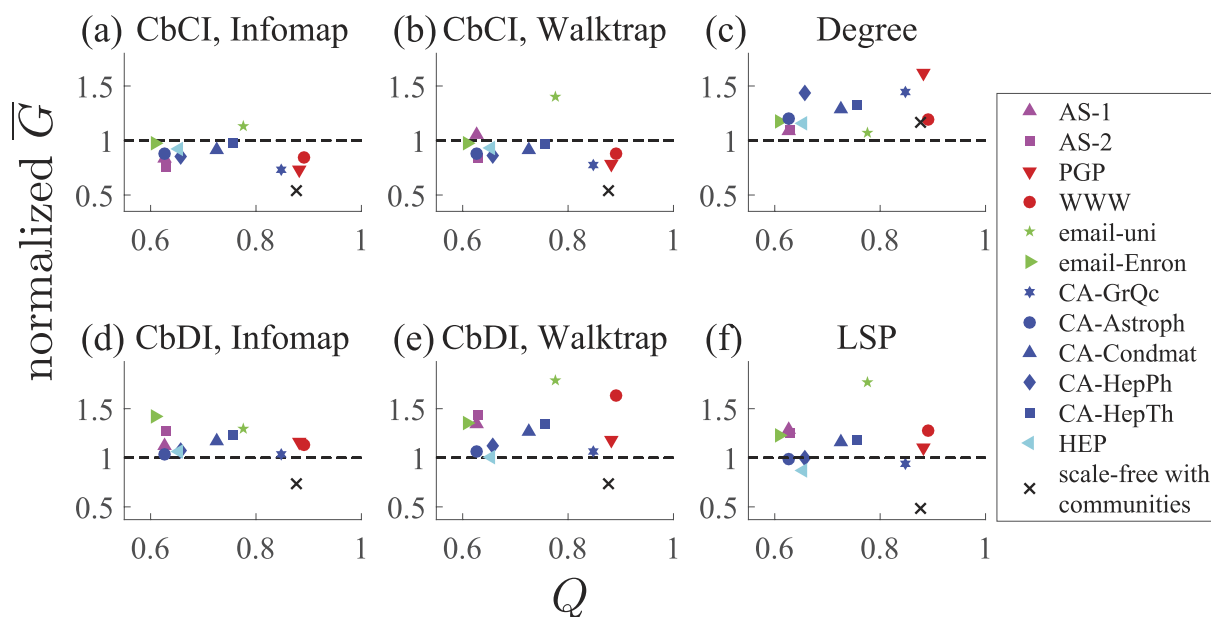 (a) CbCI, Infomap
(b) CbCI, Walktrap
(c) Degree
normalized G̅
1.5
1
0.5
0.6 0.8 1
1.5
1
0.5
0.6 0.8 1
1.5
1
0.5
0.6 0.8 1
(d) CbDI, Infomap
(e) CbDI, Walktrap
(f) LSP
1.5
1
0.5
0.6 0.8 1
1.5
1
0.5
0.6 0.8 1
1.5
1
0.5
0.6 0.8 1
Q
AS-1
AS-2
PGP
WWW
email-uni
email-Enron
CA-GrQc
CA-Astroph
CA-Condmat
CA-HepPh
CA-HepTh
HEP
scale-free with
communities